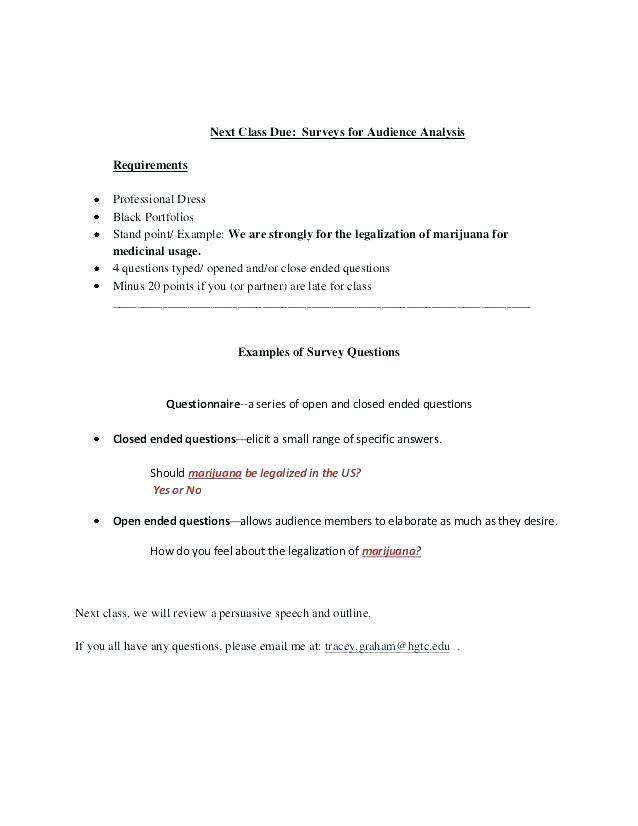 Next Class Due: Surveys for Audience Analysis
Requirements
Professional Dress
Black Portfolios
Stand point/ Example: We are strongly for the legalization of marijuana for
medicinal usage.
4 questions typed/ opened and/or close ended questions
Minus 20 points if you (or partner) are late for class
Examples of Survey Questions
Questionnaire--a series of open and closed ended questions
Closed ended questions—elicit a small range of specific answers.
Should marijuana be legalized in the US?
Yes or No
Open ended questions—allows audience members to elaborate as much as they desire.
How do you feel about the legalization of marijuana?
Next class, we will review a persuasive speech and outline.
If you all have any questions, please email me at: tracey.graham@hgtc.edu .